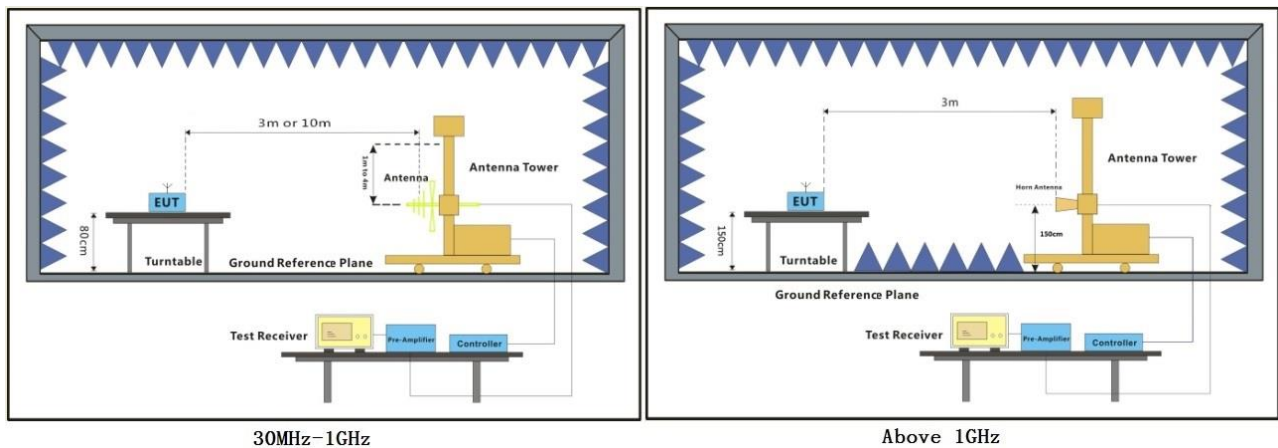 3m or 10m
1m to 4m
Antenna
Antenna Tower
EUT
80cm
Turntable
Ground Reference Plane
Test Receiver
Pre-Amplifier
Controller
30MHz-1GHz
3m
Antenna Tower
Horn Antenna
EUT
150cm
150cm
Turntable
Ground Reference Plane
Test Receiver
Pre-Amplifier
Controller
Above 1GHz